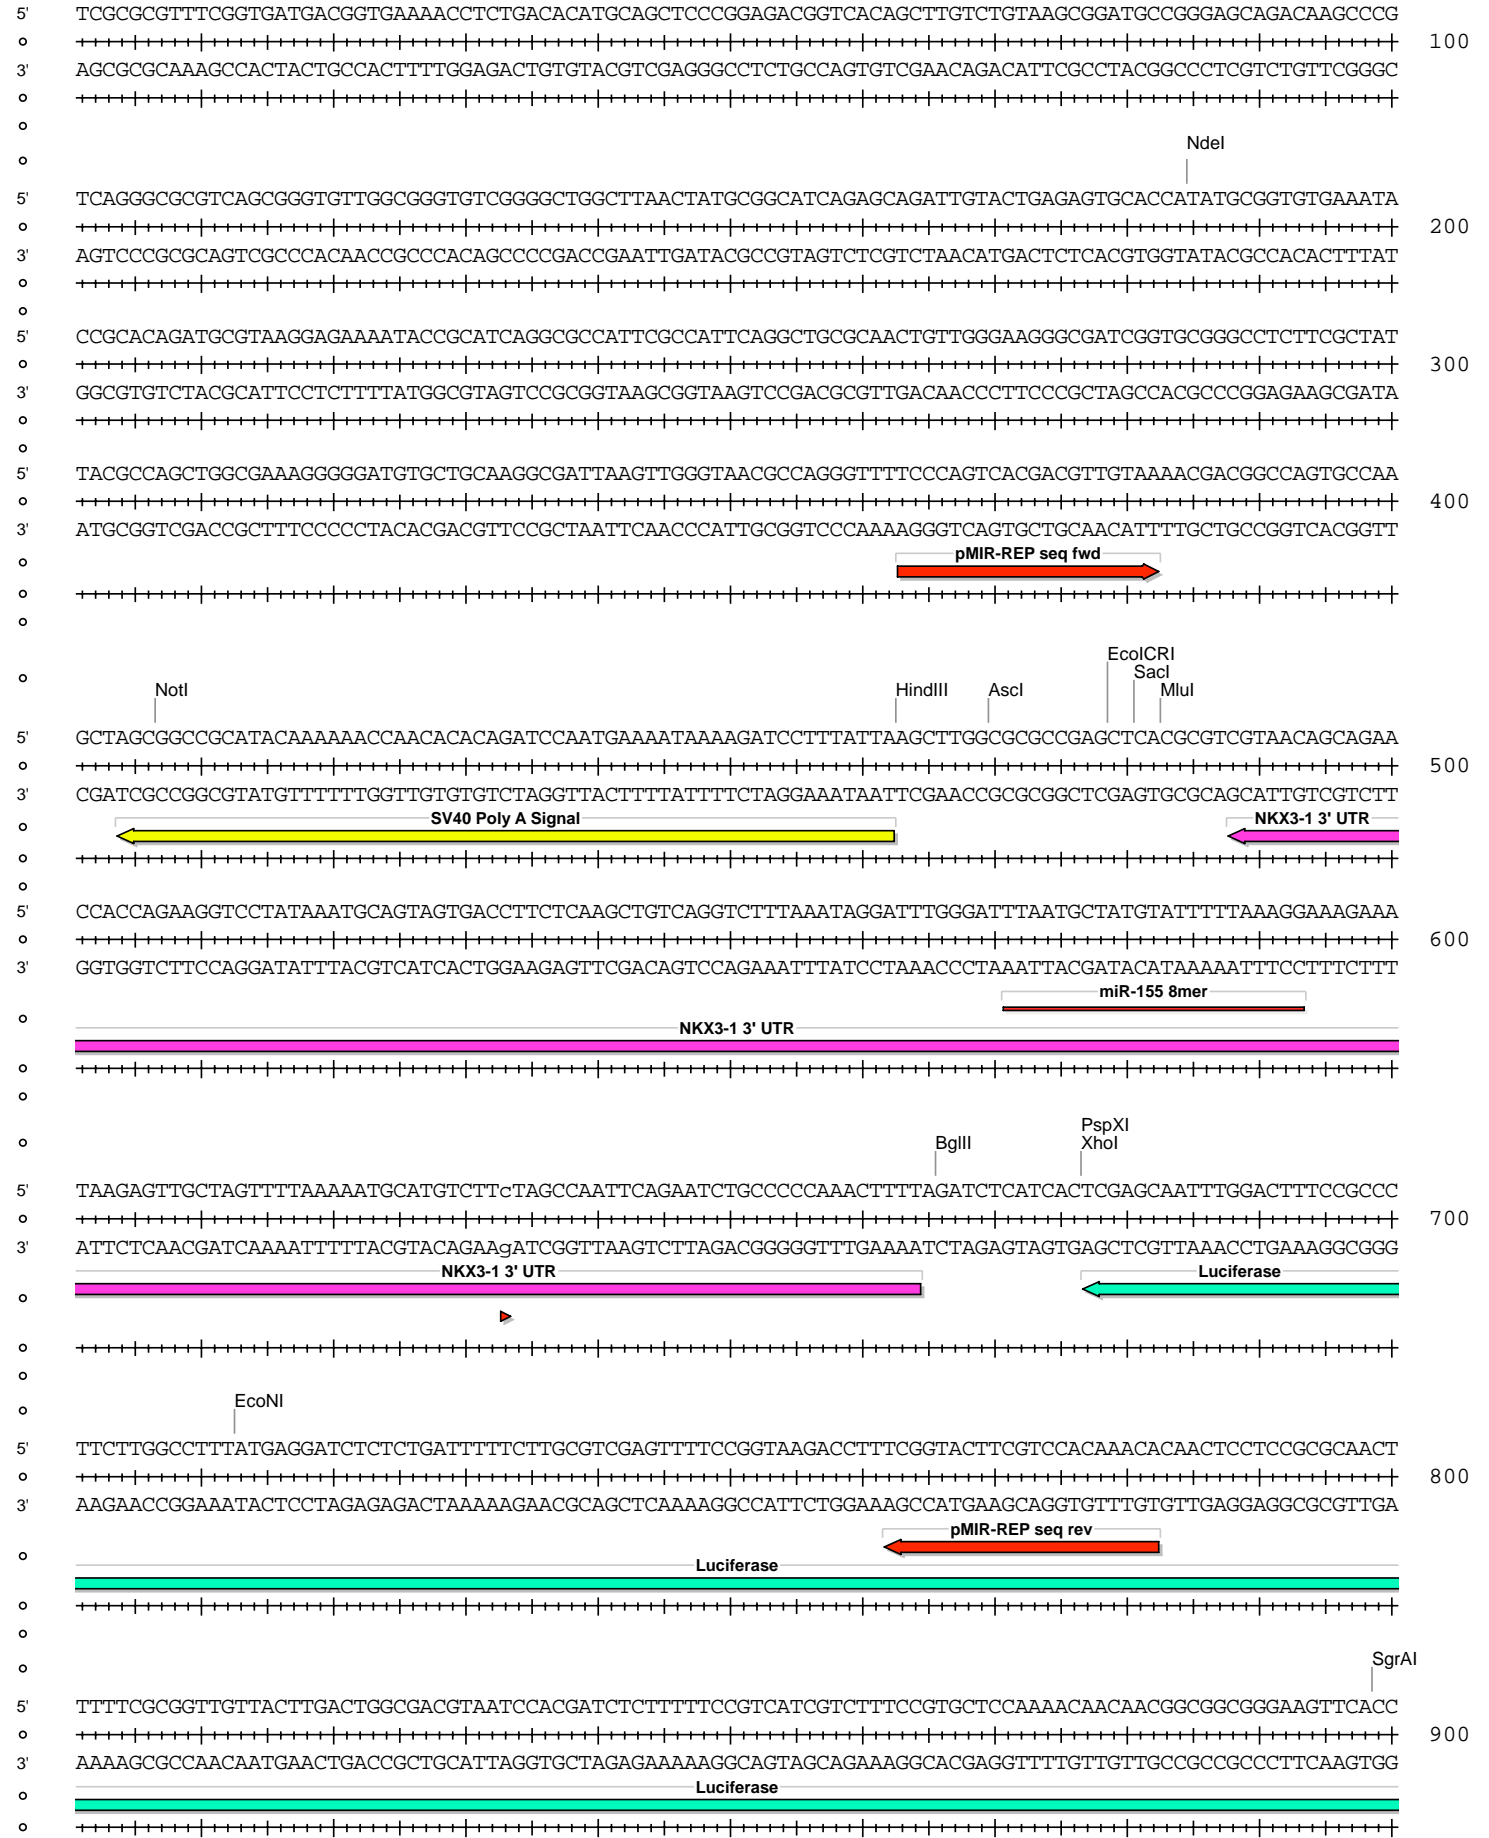 5' TCGCGCGTTTCGGTGATGACGGTGAAAACCTCTGACACATGCAGCTCCCGGAGACGGTCACAGCTTGTCTGTAAGCGGATGCCGGGAGCAGACAAGCCCG
100
3' AGCGCGCAAAGCCACTACTGCCACTTTTGGAGACTGTGTACGTCGAGGGCCTCTGCCAGTGTCGAACAGACATTCGCCTACGGCCCTCGTCTGTTCGGGC
NdeI
5' TCAGGGCGCGTCAGCGGGTGTTGGCGGGTGTCGGGGCTGGCTTAACTATGCGGCATCAGAGCAGATTGTACTGAGAGTGCACCATATGCGGTGTGAAATA
200
3' AGTCCCGCGCAGTCGCCCACAACCGCCCACAGCCCCGACCGAATTGATACGCCGTAGTCTCGTCTAACATGACTCTCACGTGGTATACGCCACACTTTAT
5' CCGCACAGATGCGTAAGGAGAAAATACCGCATCAGGCGCCATTCGCCATTCAGGCTGCGCAACTGTTGGGAAGGGCGATCGGTGCGGGCCTCTTCGCTAT
300
3' GGCGTGTCTACGCATTCCTCTTTTATGGCGTAGTCCGCGGTAAGCGGTAAGTCCGACGCGTTGACAACCCTTCCCGCTAGCCACGCCCGGAGAAGCGATA
5' TACGCCAGCTGGCGAAAGGGGGATGTGCTGCAAGGCGATTAAGTTGGGTAACGCCAGGGTTTTCCCAGTCACGACGTTGTAAAACGACGGCCAGTGCCAA
400
3' ATGCGGTCGACCGCTTTCCCCCTACACGACGTTCCGCTAATTCAACCCATTGCGGTCCCAAAAGGGTCAGTGCTGCAACATTTTGCTGCCGGTCACGGTT
pMIR-REP seq fwd
EcoICRI
SacI
NotI HindIII AscI MluI
5' GCTAGCGGCCGCATACAAAAAACCAACACACAGATCCAATGAAAATAAAAGATCCTTTATTAAGCTTGGCGCGCCGAGCTCACGCGTCGTAACAGCAGAA
500
3' CGATCGCCGGCGTATGTTTTTTGGTTGTGTGTCTAGGTTACTTTTATTTTCTAGGAAATAATTCGAACCGCGCGGCTCGAGTGCGCAGCATTGTCGTCTT
SV40 Poly A Signal NKX3-1 3' UTR
5' CCACCAGAAGGTCCTATAAATGCAGTAGTGACCTTCTCAAGCTGTCAGGTCTTTAAATAGGATTTGGGATTTAATGCTATGTATTTTTAAAGGAAAGAAA
600
3' GGTGGTCTTCCAGGATATTTACGTCATCACTGGAAGAGTTCGACAGTCCAGAAATTTATCCTAAACCCTAAATTACGATACATAAAAATTTCCTTTCTTT
miR-155 8mer
NKX3-1 3' UTR
PspXI
BglII XhoI
5' TAAGAGTTGCTAGTTTTAAAAATGCATGTCTTcTAGCCAATTCAGAATCTGCCCCCAAACTTTTAGATCTCATCACTCGAGCAATTTGGACTTTCCGCCC
700
3' ATTCTCAACGATCAAAATTTTTACGTACAGAAgATCGGTTAAGTCTTAGACGGGGGTTTGAAAATCTAGAGTAGTGAGCTCGTTAAACCTGAAAGGCGGG
NKX3-1 3' UTR Luciferase
EcoNI
5' TTCTTGGCCTTTATGAGGATCTCTCTGATTTTTCTTGCGTCGAGTTTTCCGGTAAGACCTTTCGGTACTTCGTCCACAAACACAACTCCTCCGCGCAACT
800
3' AAGAACCGGAAATACTCCTAGAGAGACTAAAAAGAACGCAGCTCAAAAGGCCATTCTGGAAAGCCATGAAGCAGGTGTTTGTGTTGAGGAGGCGCGTTGA
pMIR-REP seq rev
Luciferase
SgrAI
5' TTTTCGCGGTTGTTACTTGACTGGCGACGTAATCCACGATCTCTTTTTCCGTCATCGTCTTTCCGTGCTCCAAAACAACAACGGCGGCGGGAAGTTCACC
900
3' AAAAGCGCCAACAATGAACTGACCGCTGCATTAGGTGCTAGAGAAAAAGGCAGTAGCAGAAAGGCACGAGGTTTTGTTGTTGCCGCCGCCCTTCAAGTGG
Luciferase